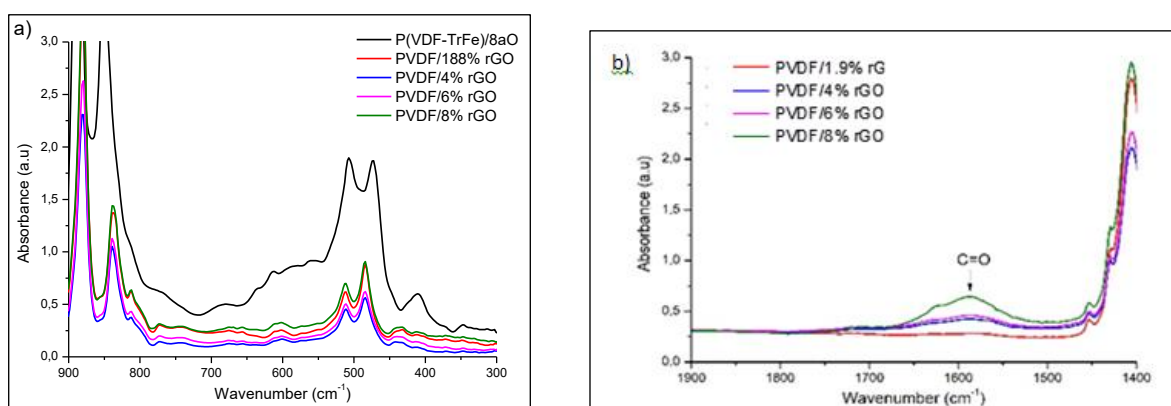 a)
P(VDF-TrFe)/8aO
PVDF/188% rGO
PVDF/4% rGO
PVDF/6% rGO
PVDF/8% rGO
3,0
2,5
2,0
1,5
1,0
0,5
0,0
Absorbance (a.u)
900 800 700 600 500 400 300
Wavenumber (cm⁻¹)
b)
PVDF/1.9% rG
PVDF/4% rGO
PVDF/6% rGO
PVDF/8% rGO
3,0
2,5
2,0
1,5
1,0
0,5
0,0
Absorbance (a.u)
C=O
1900 1800 1700 1600 1500 1400
Wavenumber (cm⁻¹)